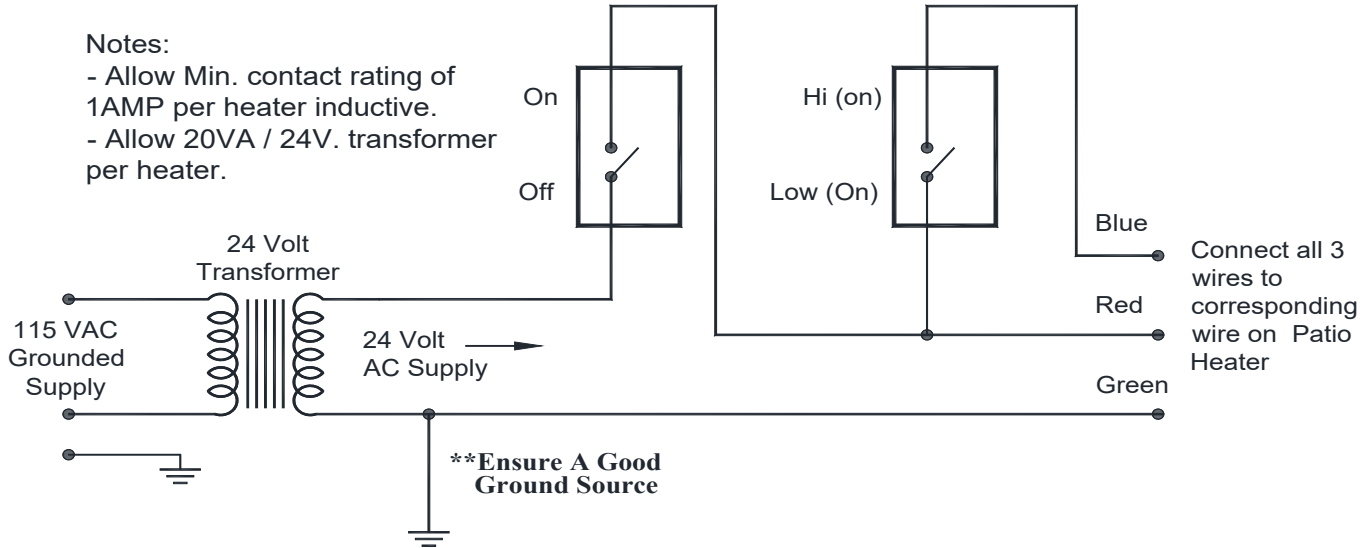 Notes:
- Allow Min. contact rating of
1AMP per heater inductive.
- Allow 20VA / 24V. transformer
per heater.
On
Off
Hi (on)
Low (On)
24 Volt
Transformer
115 VAC
Grounded
Supply
24 Volt
AC Supply
**Ensure A Good
Ground Source
Blue
Red
Green
Connect all 3
wires to
corresponding
wire on Patio
Heater